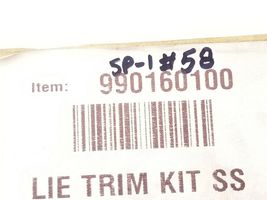 SP-1 #58
Item: 990160100
LIE TRIM KIT SS